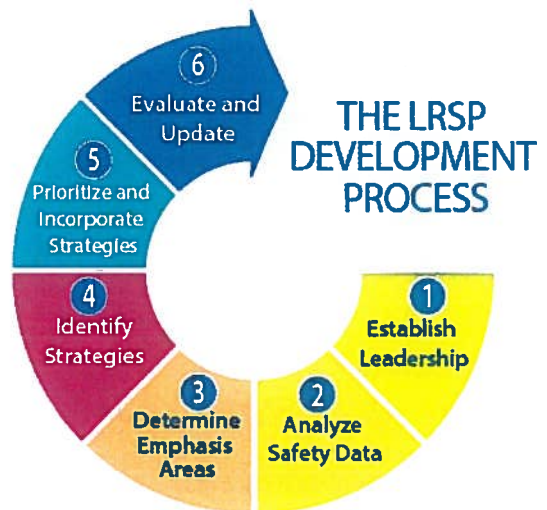 THE LRSP
DEVELOPMENT
PROCESS
1
Establish
Leadership
2
Analyze
Safety Data
3
Determine
Emphasis
Areas
4
Identify
Strategies
5
Prioritize and
Incorporate
Strategies
6
Evaluate and
Update